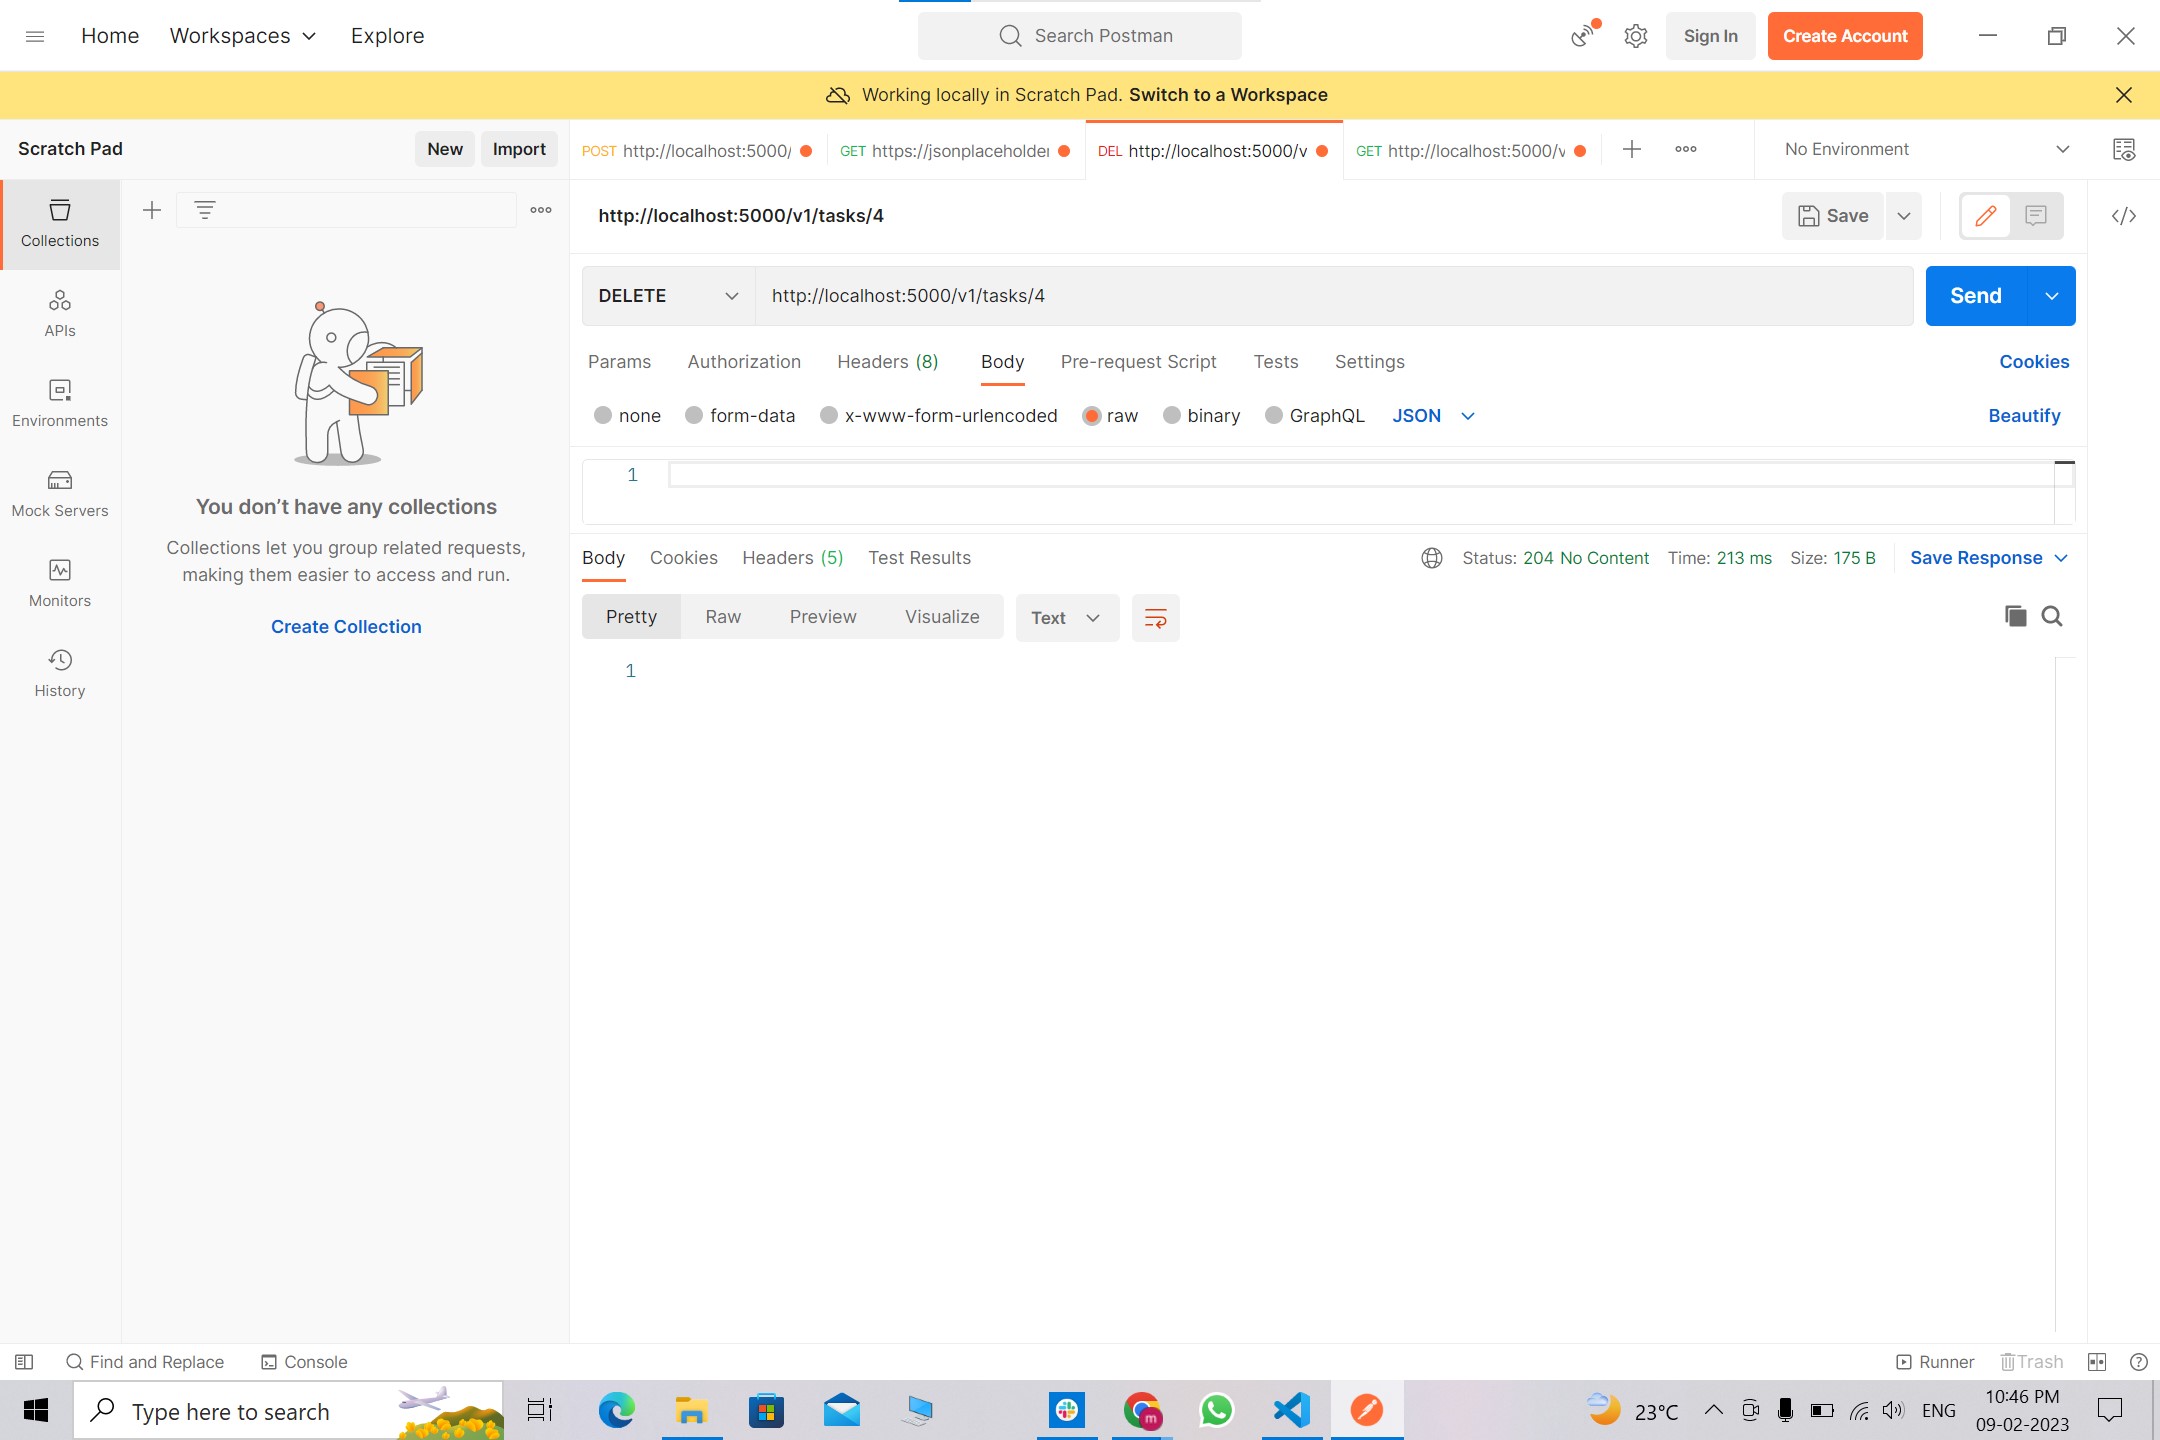 Home Workspaces Explore Search Postman Sign In Create Account
Working locally in Scratch Pad. Switch to a Workspace
Scratch Pad New Import POST http://localhost:5000/ GET https://jsonplaceholder DEL http://localhost:5000/v GET http://localhost:5000/v No Environment
Collections
APIs
Environments
Mock Servers
Monitors
History
You don't have any collections
Collections let you group related requests,
making them easier to access and run.
Create Collection
http://localhost:5000/v1/tasks/4 Save
DELETE http://localhost:5000/v1/tasks/4 Send
Params Authorization Headers (8) Body Pre-request Script Tests Settings Cookies
none form-data x-www-form-urlencoded raw binary GraphQL JSON Beautify
1
Body Cookies Headers (5) Test Results Status: 204 No Content Time: 213 ms Size: 175 B Save Response
Pretty Raw Preview Visualize Text
1
Find and Replace Console Runner Trash
Type here to search m 23°C ENG 10:46 PM
09-02-2023